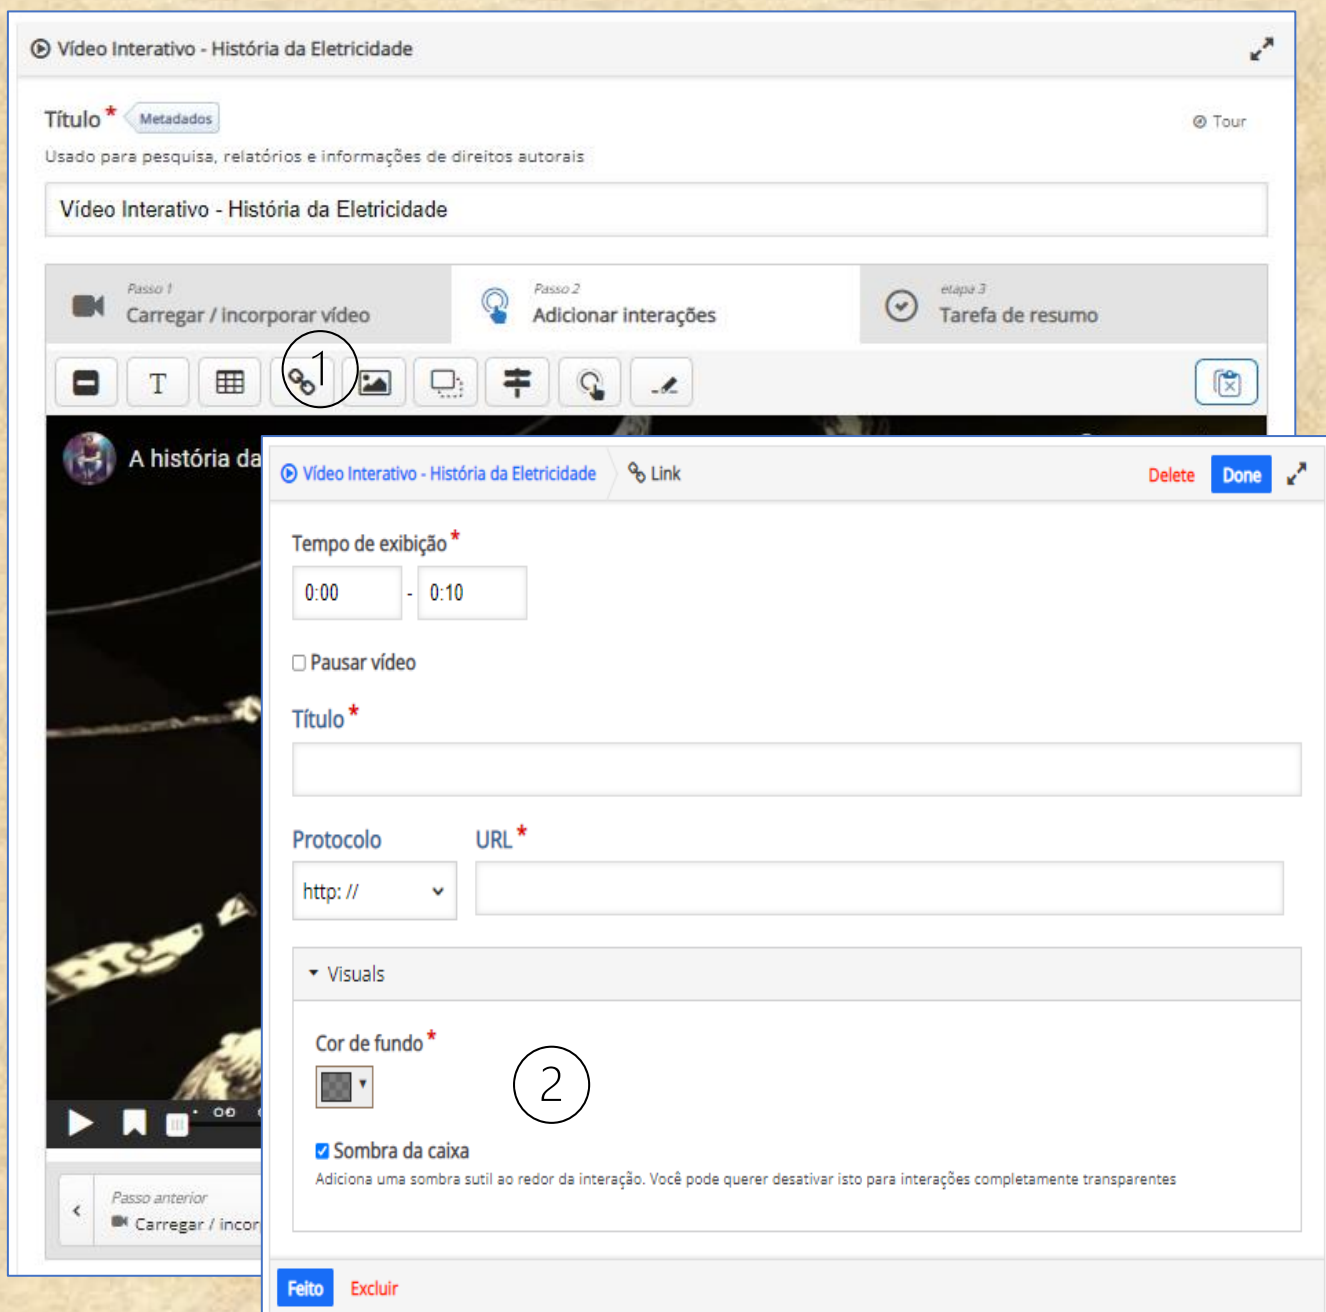 Vídeo Interativo - História da Eletricidade
Título * Metadados
Tour
Usado para pesquisa, relatórios e informações de direitos autorais
Vídeo Interativo - História da Eletricidade
Passo 1
Carregar / incorporar vídeo
Passo 2
Adicionar interações
etapa 3
Tarefa de resumo
1
T
A história da
Vídeo Interativo - História da Eletricidade
Link
Delete
Done
Tempo de exibição *
0:00 - 0:10
Pausar vídeo
Título *
Protocolo URL *
http: //
Visuals
Cor de fundo *
2
Sombra da caixa
Adiciona uma sombra sutil ao redor da interação. Você pode querer desativar isto para interações completamente transparentes
Passo anterior
Carregar / incor
Feito Excluir